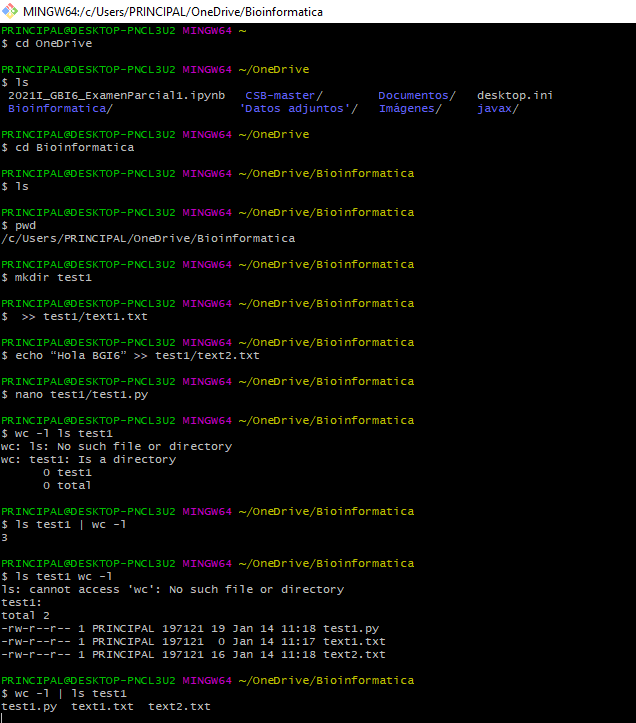 MINGW64:/c/Users/PRINCIPAL/OneDrive/Bioinformatica
PRINCIPAL@DESKTOP-PNCL3U2 MINGW64 ~
$ cd OneDrive
PRINCIPAL@DESKTOP-PNCL3U2 MINGW64 ~/OneDrive
$ ls
2021I_GBI6_ExamenParcial1.ipynb CSB-master/ Documentos/ desktop.ini
Bioinformatica/ 'Datos adjuntos'/ Imágenes/ javax/
PRINCIPAL@DESKTOP-PNCL3U2 MINGW64 ~/OneDrive
$ cd Bioinformatica
PRINCIPAL@DESKTOP-PNCL3U2 MINGW64 ~/OneDrive/Bioinformatica
$ ls
PRINCIPAL@DESKTOP-PNCL3U2 MINGW64 ~/OneDrive/Bioinformatica
$ pwd
/c/Users/PRINCIPAL/OneDrive/Bioinformatica
PRINCIPAL@DESKTOP-PNCL3U2 MINGW64 ~/OneDrive/Bioinformatica
$ mkdir test1
PRINCIPAL@DESKTOP-PNCL3U2 MINGW64 ~/OneDrive/Bioinformatica
$  >> test1/text1.txt
PRINCIPAL@DESKTOP-PNCL3U2 MINGW64 ~/OneDrive/Bioinformatica
$ echo “Hola BGI6” >> test1/text2.txt
PRINCIPAL@DESKTOP-PNCL3U2 MINGW64 ~/OneDrive/Bioinformatica
$ nano test1/test1.py
PRINCIPAL@DESKTOP-PNCL3U2 MINGW64 ~/OneDrive/Bioinformatica
$ wc -l ls test1
wc: ls: No such file or directory
wc: test1: Is a directory
0 test1
0 total
PRINCIPAL@DESKTOP-PNCL3U2 MINGW64 ~/OneDrive/Bioinformatica
$ ls test1 | wc -l
3
PRINCIPAL@DESKTOP-PNCL3U2 MINGW64 ~/OneDrive/Bioinformatica
$ ls test1 wc -l
ls: cannot access 'wc': No such file or directory
test1:
total 2
-rw-r--r-- 1 PRINCIPAL 197121 19 Jan 14 11:18 test1.py
-rw-r--r-- 1 PRINCIPAL 197121  0 Jan 14 11:17 text1.txt
-rw-r--r-- 1 PRINCIPAL 197121 16 Jan 14 11:18 text2.txt
PRINCIPAL@DESKTOP-PNCL3U2 MINGW64 ~/OneDrive/Bioinformatica
$ wc -l | ls test1
test1.py  text1.txt  text2.txt